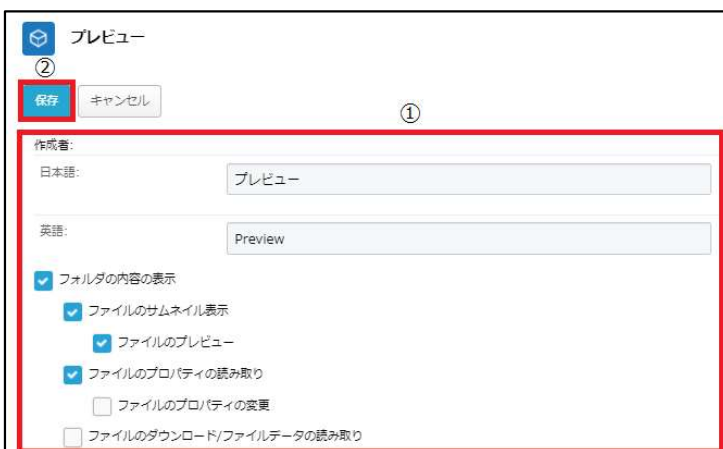 プレビュー
②
保存 キャンセル
①
作成者:
日本語: プレビュー
英語: Preview
フォルダの内容の表示
ファイルのサムネイル表示
ファイルのプレビュー
ファイルのプロパティの読み取り
ファイルのプロパティの変更
ファイルのダウンロード/ファイルデータの読み取り